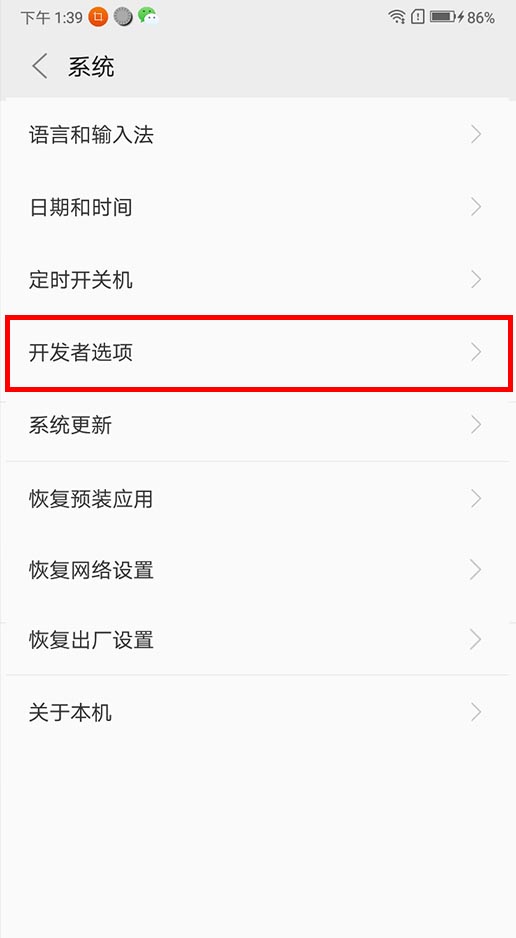 下午 1:39 86%
系统
语言和输入法
日期和时间
定时开关机
开发者选项
系统更新
恢复预装应用
恢复网络设置
恢复出厂设置
关于本机